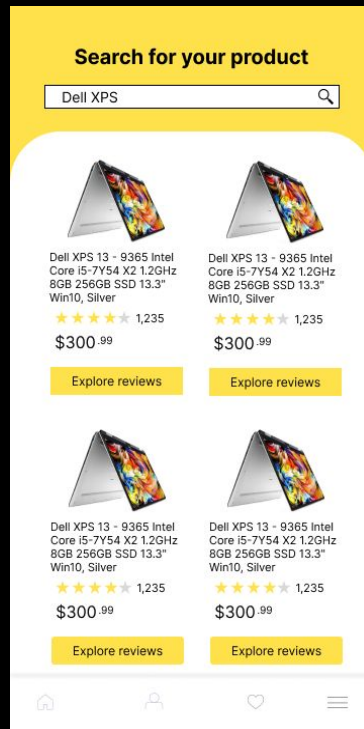 Search for your product
Dell XPS
Dell XPS 13 - 9365 Intel
Core i5-7Y54 X2 1.2GHz
8GB 256GB SSD 13.3"
Win10, Silver
1,235
$300.99
Explore reviews
Dell XPS 13 - 9365 Intel
Core i5-7Y54 X2 1.2GHz
8GB 256GB SSD 13.3"
Win10, Silver
1,235
$300.99
Explore reviews
Dell XPS 13 - 9365 Intel
Core i5-7Y54 X2 1.2GHz
8GB 256GB SSD 13.3"
Win10, Silver
1,235
$300.99
Explore reviews
Dell XPS 13 - 9365 Intel
Core i5-7Y54 X2 1.2GHz
8GB 256GB SSD 13.3"
Win10, Silver
1,235
$300.99
Explore reviews